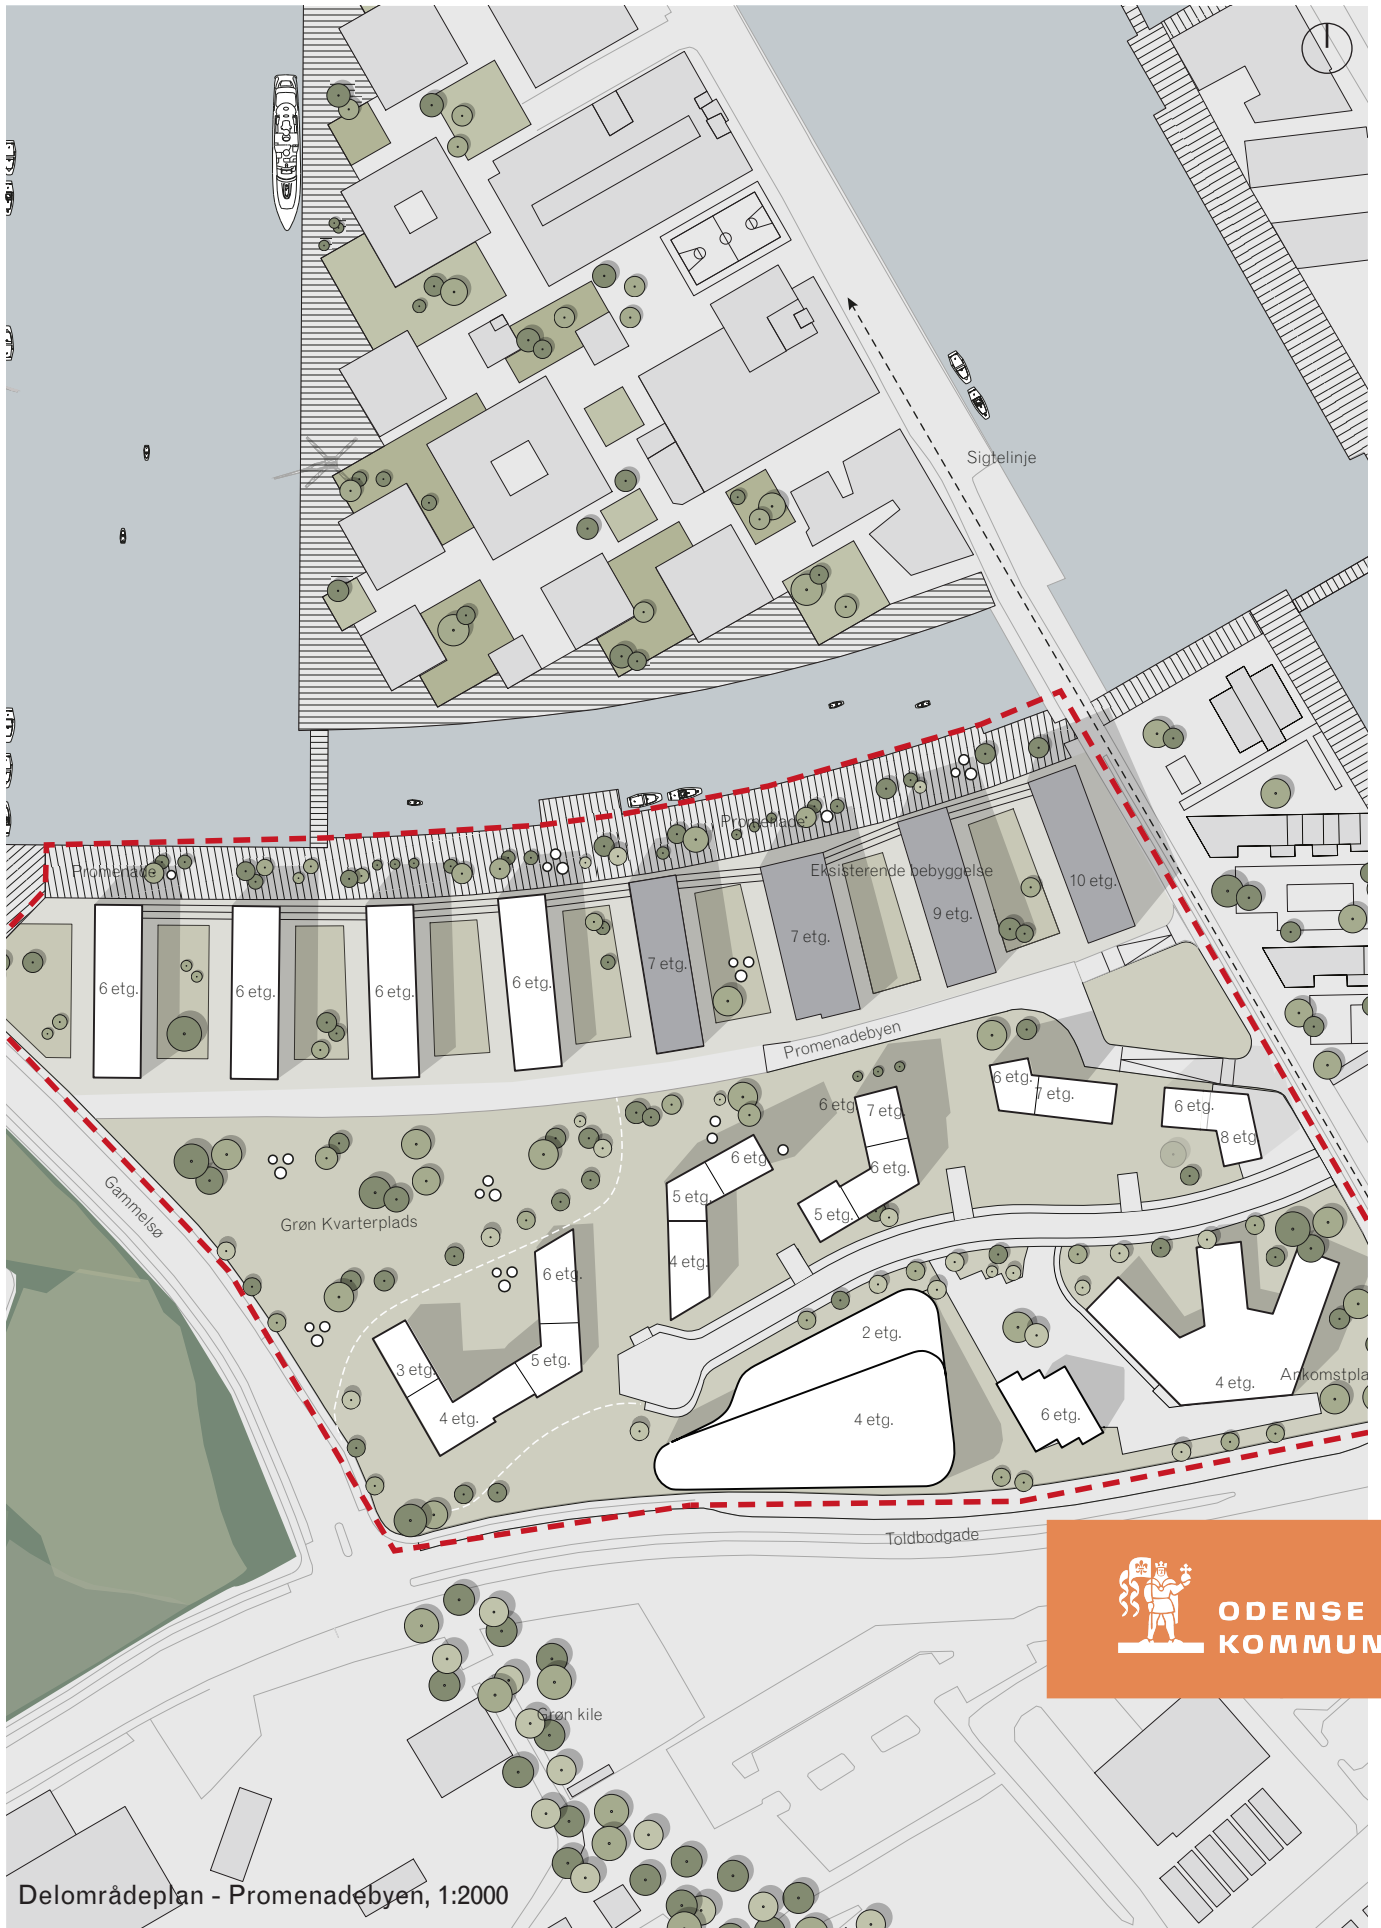 Sigtelinje
Promenade
Promenade
Eksisterende bebyggelse
10 etg.
9 etg.
7 etg.
7 etg.
6 etg.
6 etg.
6 etg.
6 etg.
Promenadebyen
6 etg.
7 etg.
6 etg.
7 etg.
6 etg.
8 etg
6 etg.
6 etg.
5 etg.
5 etg.
4 etg.
Gammelsø
Grøn Kvarterplads
6 etg.
5 etg.
3 etg.
4 etg.
2 etg.
4 etg.
6 etg.
4 etg.
Ankomstpla
Toldbodgade
ODENSE
KOMMUN
Grøn kile
Delområdeplan - Promenadebyen, 1:2000